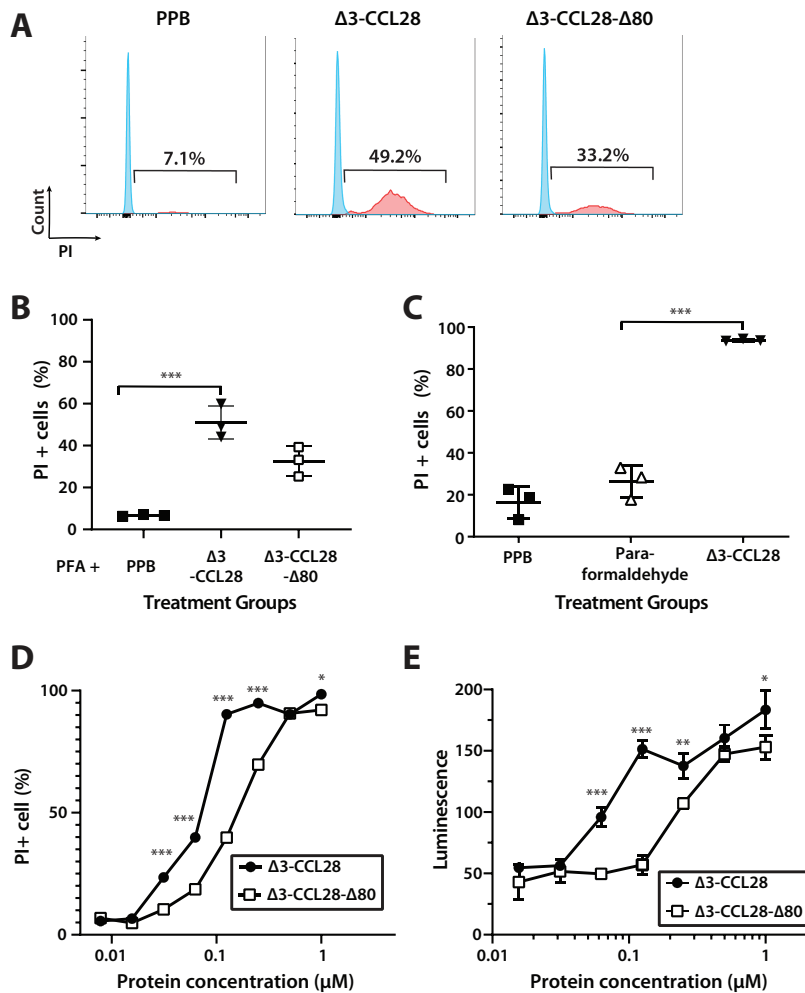 A
PPB
Δ3-CCL28
Δ3-CCL28-Δ80
7.1%
49.2%
33.2%
Count
PI
B
PI + cells (%)
100
80
60
40
20
0
***
PFA +
PPB
Δ3
-CCL28
Δ3-CCL28
-Δ80
Treatment Groups
C
PI + cells (%)
100
80
60
40
20
0
***
PPB
Para-
formaldehyde
Δ3-CCL28
Treatment Groups
D
PI+ cell (%)
100
50
0
***
***
***
***
*
Δ3-CCL28
Δ3-CCL28-Δ80
0.01
0.1
1
Protein concentration (μM)
E
Luminescence
200
150
100
50
0
***
***
**
*
Δ3-CCL28
Δ3-CCL28-Δ80
0.01
0.1
1
Protein concentration (μM)